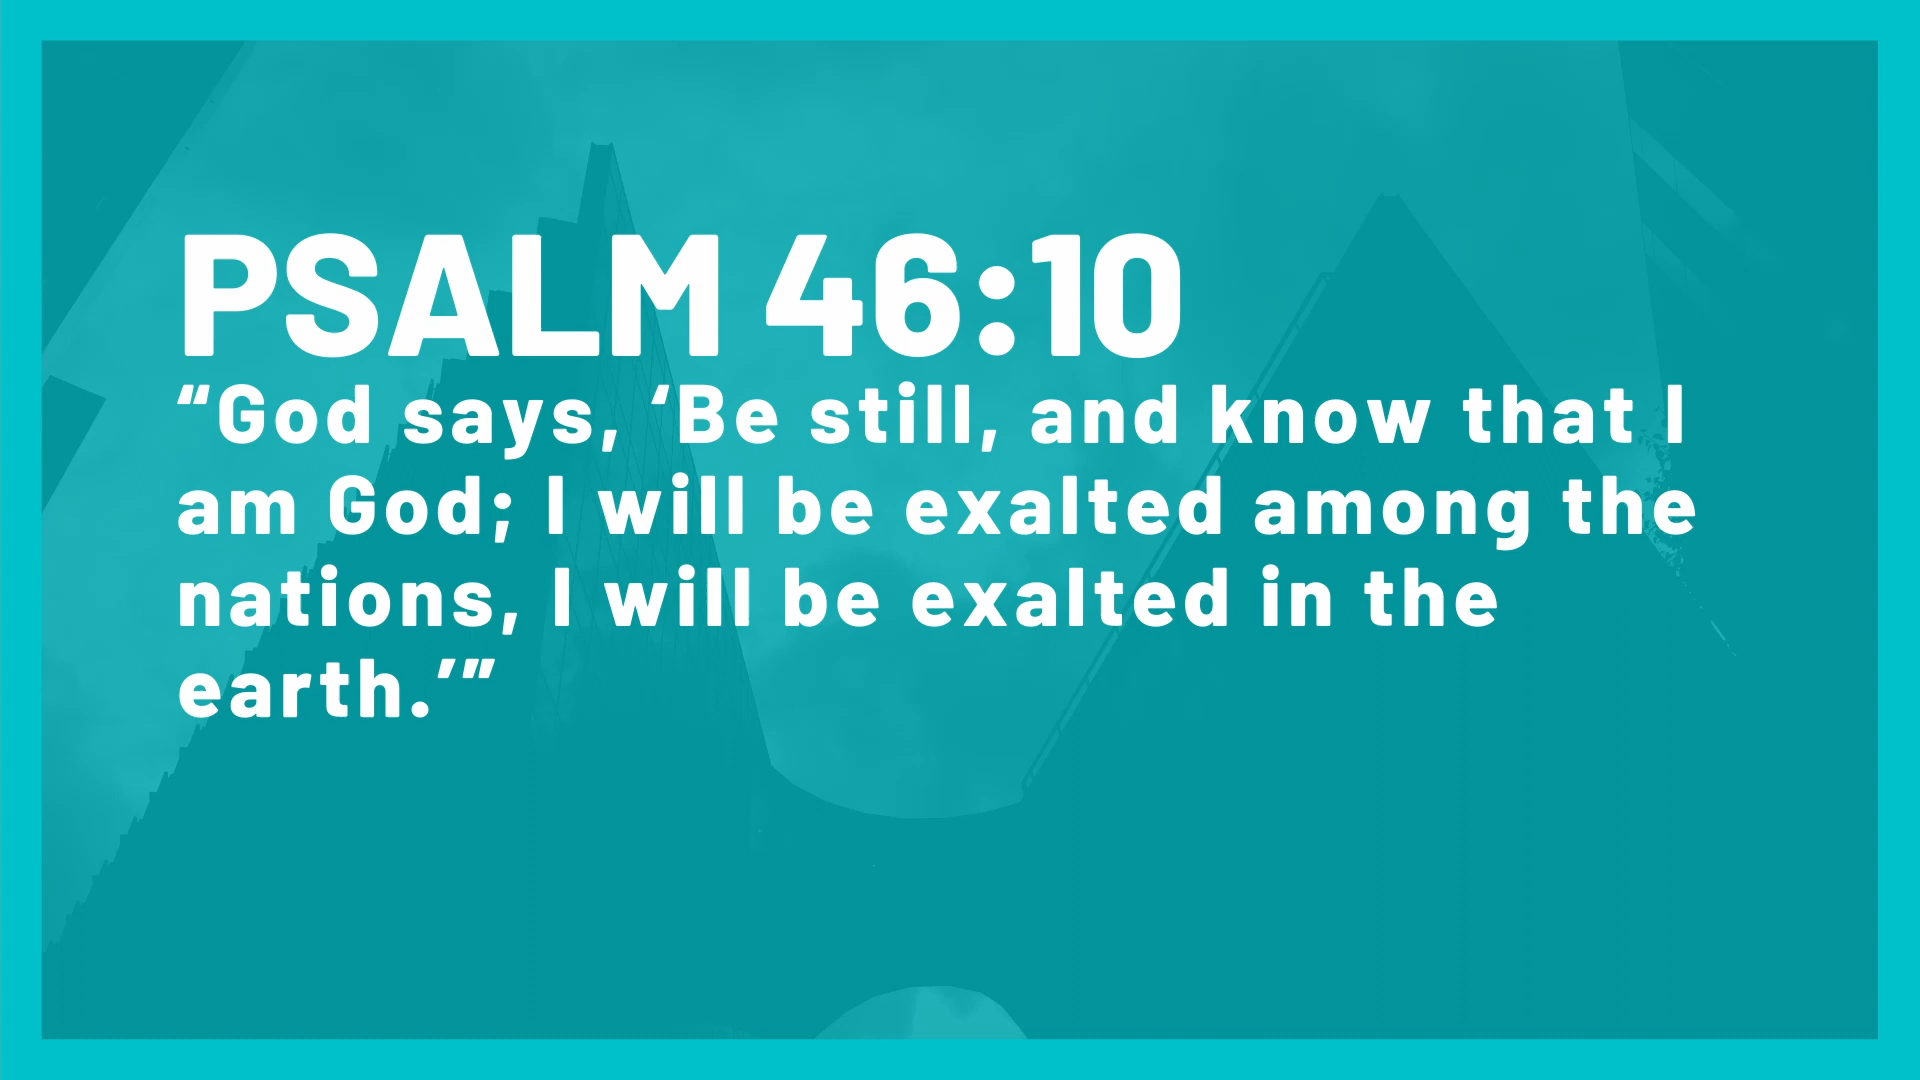 PSALM 46:10
“God says, ‘Be still, and know that I
am God; I will be exalted among the
nations, I will be exalted in the
earth.’”